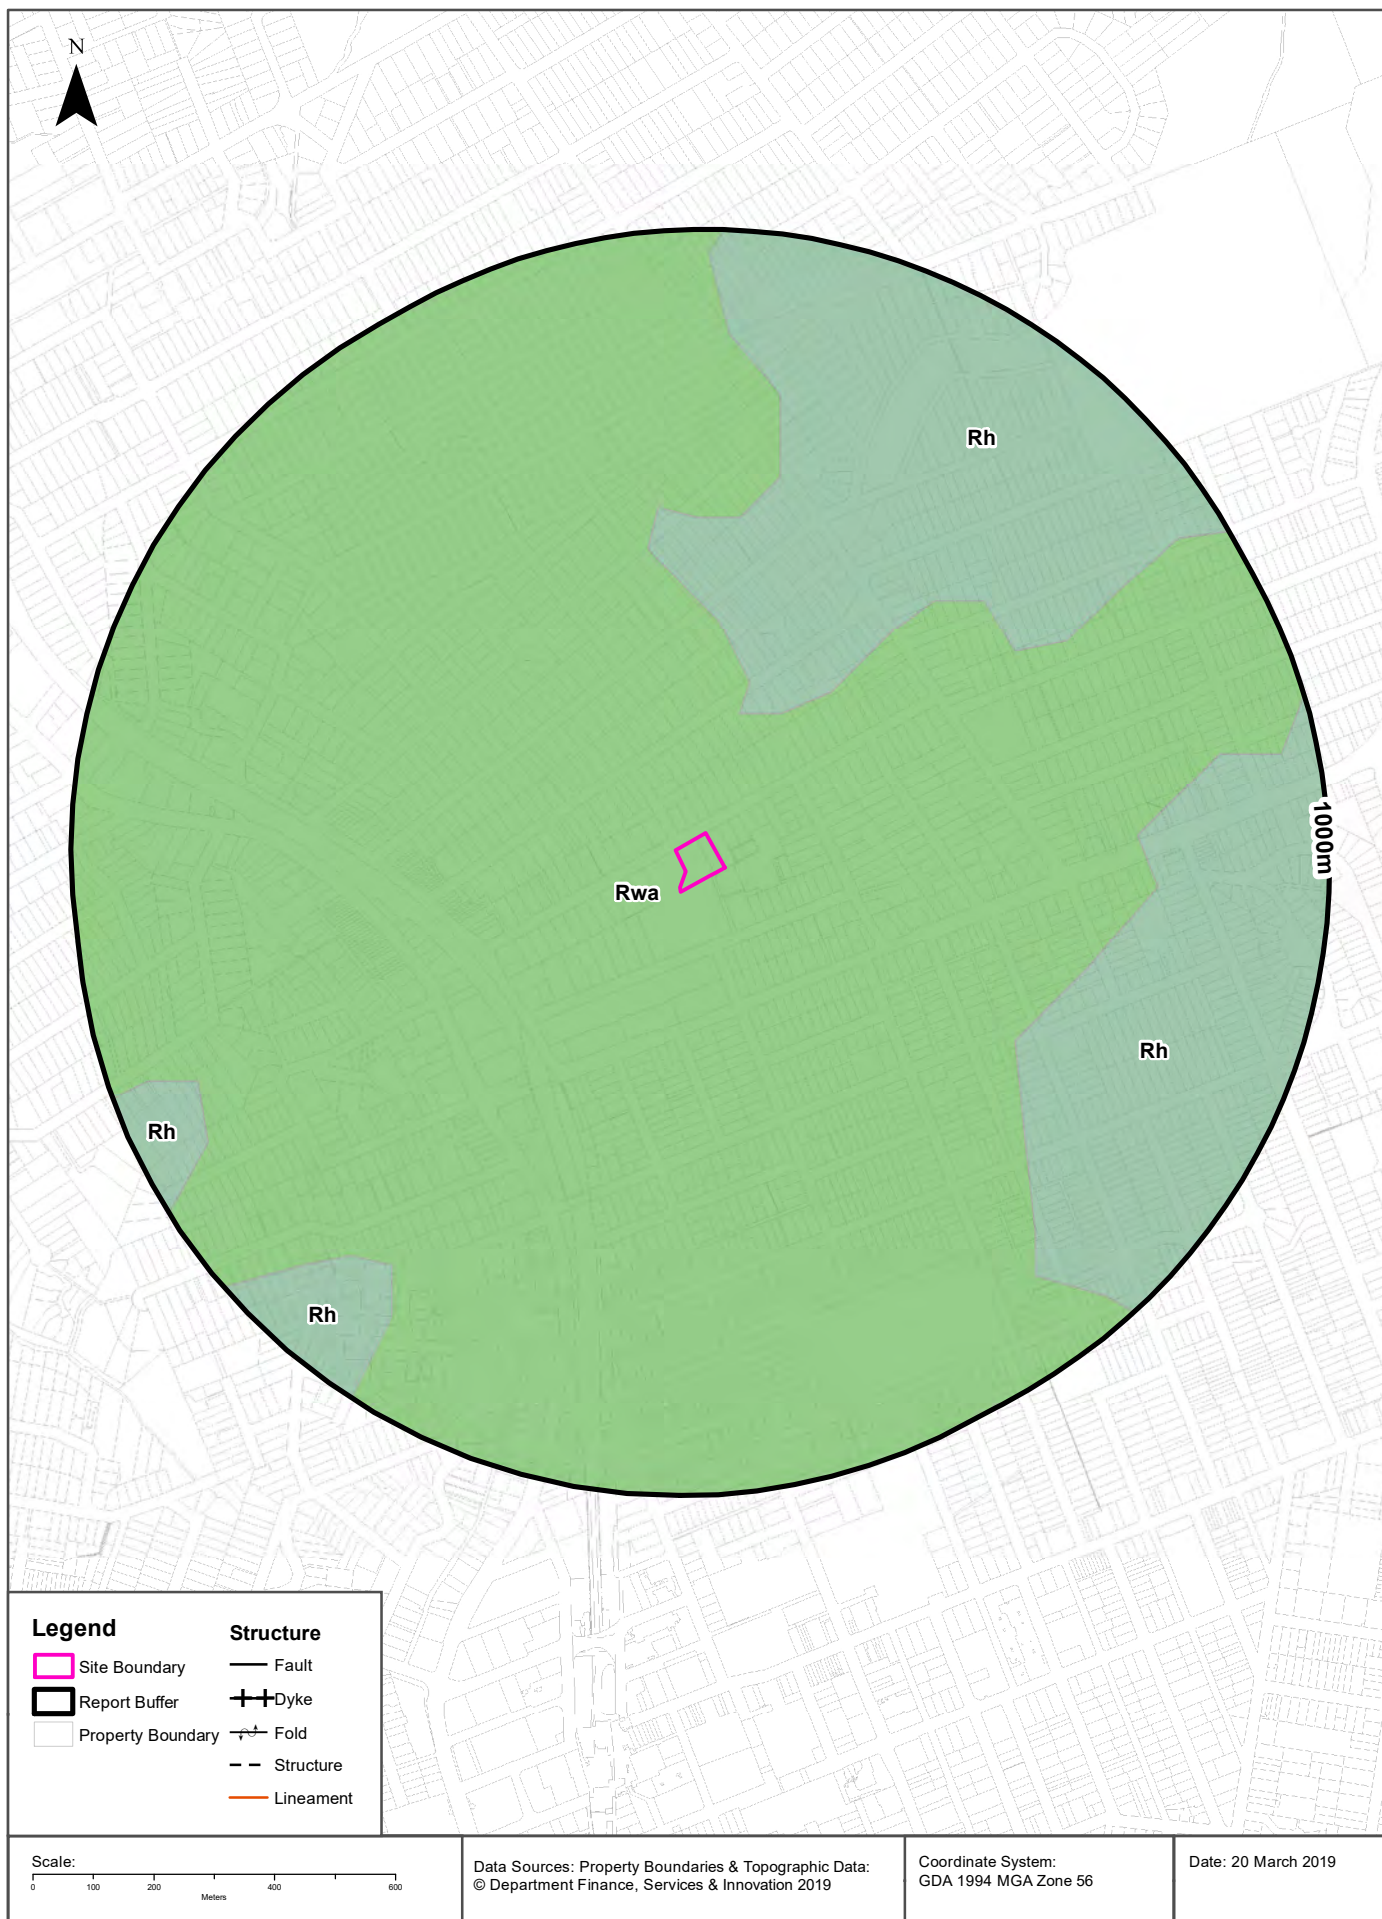 N
Rh
1000m
Rwa
Rh
Rh
Rh
Legend
Site Boundary
Report Buffer
Property Boundary
Structure
Fault
Dyke
Fold
Structure
Lineament
Scale:
0 100 200 400 600
Meters
Data Sources: Property Boundaries & Topographic Data:
© Department Finance, Services & Innovation 2019
Coordinate System:
GDA 1994 MGA Zone 56
Date: 20 March 2019